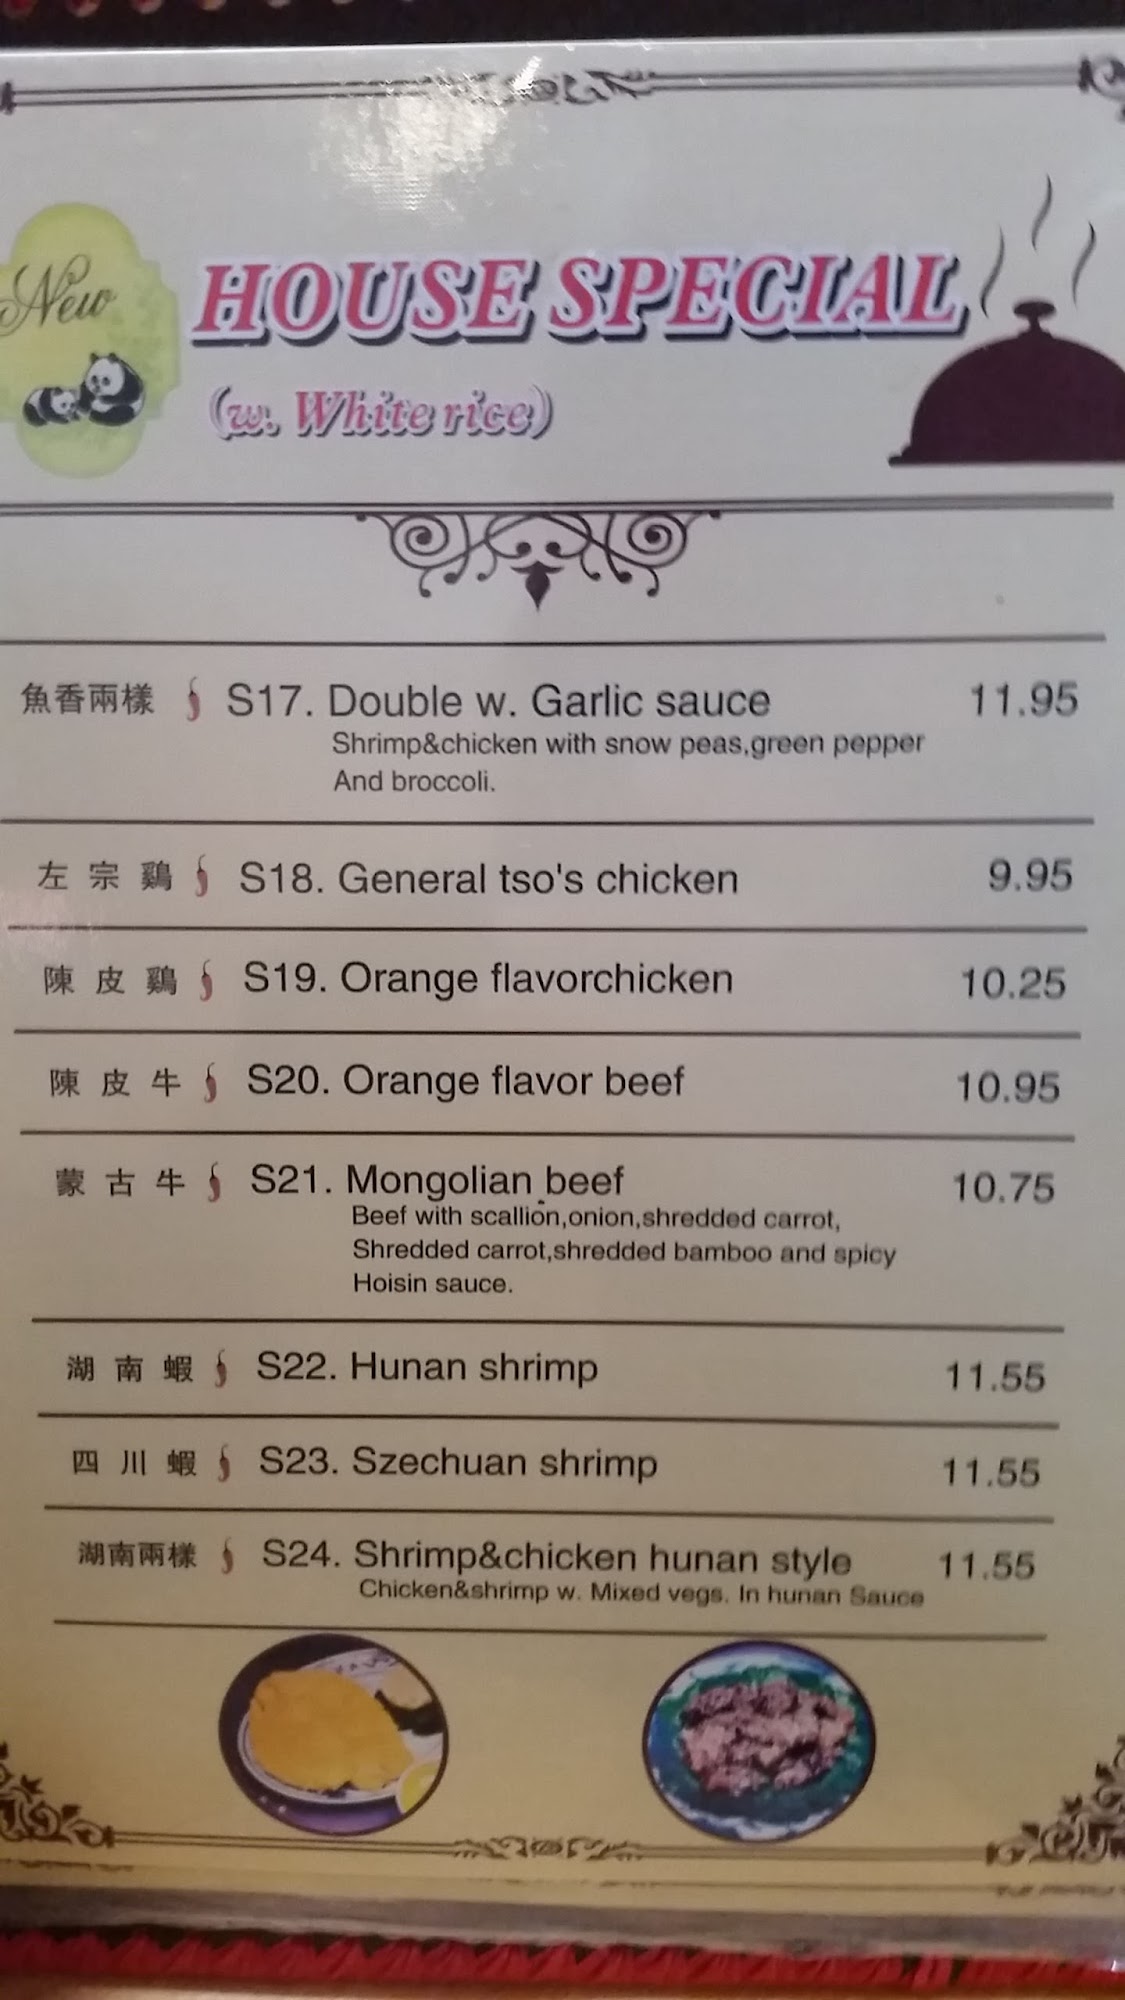 New
HOUSE SPECIAL
(w. White rice)
魚香兩樣 S17. Double w. Garlic sauce 11.95
Shrimp&chicken with snow peas,green pepper
And broccoli.
左宗鷄 S18. General tso's chicken 9.95
陳皮鷄 S19. Orange flavorchicken 10.25
陳皮牛 S20. Orange flavor beef 10.95
蒙古牛 S21. Mongolian beef 10.75
Beef with scallion,onion,shredded carrot,
Shredded carrot,shredded bamboo and spicy
Hoisin sauce.
湖南蝦 S22. Hunan shrimp 11.55
四川蝦 S23. Szechuan shrimp 11.55
湖南兩樣 S24. Shrimp&chicken hunan style 11.55
Chicken&shrimp w. Mixed vegs. In hunan Sauce